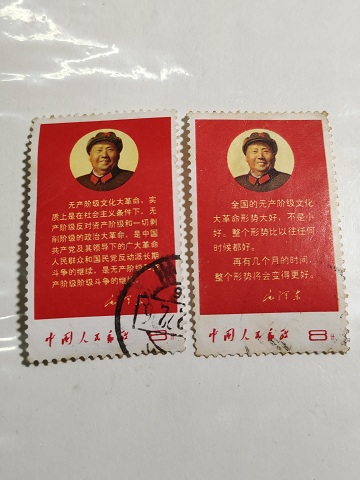 无产阶级文化大革命，实
质上是在社会主义条件下，无
产阶级反对资产阶级和一切剥
削阶级的政治大革命，是中国
共产党及其领导下的广大革命
人民群众和国民党反动派长期
斗争的继续，是无产阶级
产阶级阶级斗争的继
毛泽东
中国人民邮政 8分
全国的无产阶级文化
大革命形势大好，不是小
好。整个形势比以往任何
时候都好。
再有几个月的时间，
整个形势将会变得更好。
毛泽东
中国人民邮政 8分